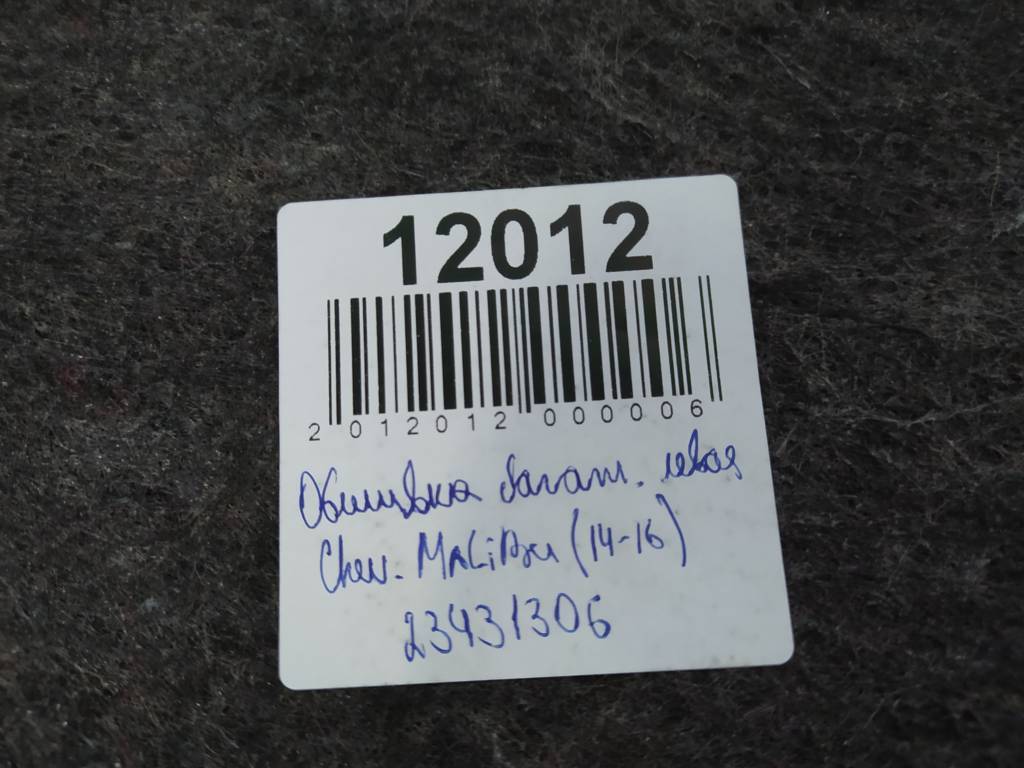 12012
2 012012 000006
Обшивка багаж. левая
Chev. MALiBu (14-16)
23431306